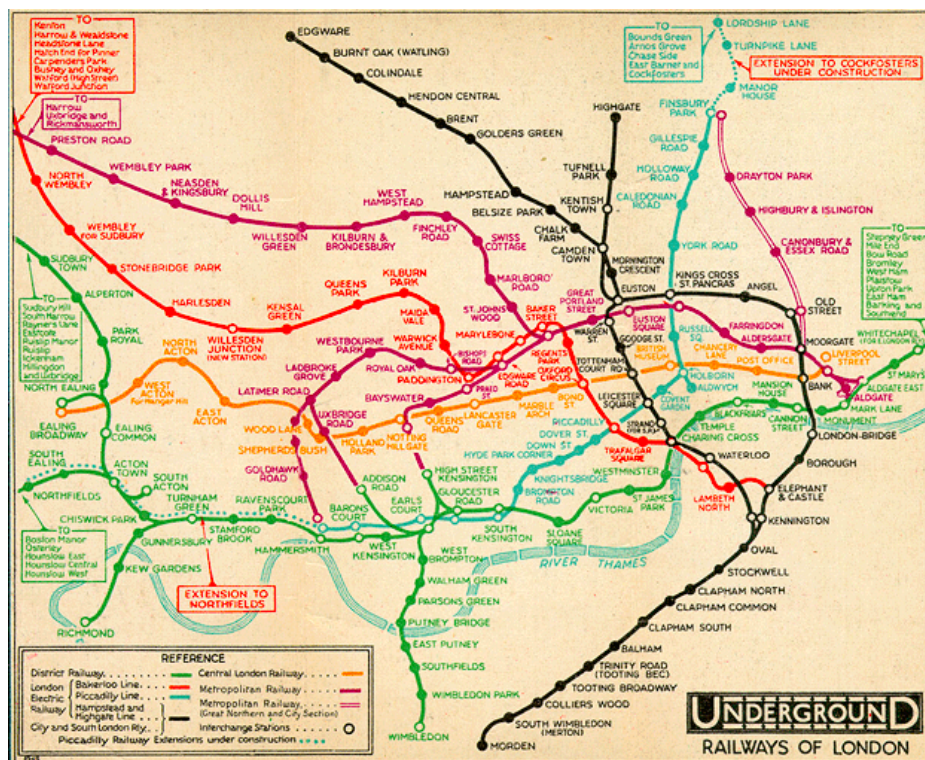 TO
Kenton
Harrow & Wealdstone
Headstone Lane
Hatch End for Pinner
Carpenders Park
Bushey and Oxhey
Watford (High Street)
Watford Junction
TO
Harrow
Uxbridge and
Rickmansworth
PRESTON ROAD
NORTH
WEMBLEY
WEMBLEY PARK
NEASDEN
& KINGSBURY
DOLLIS
HILL
WILLESDEN
GREEN
KILBURN &
BRONDESBURY
WEST
HAMPSTEAD
FINCHLEY
ROAD
SWISS
COTTAGE
MARLBORO'
ROAD
ST. JOHNS
WOOD
EDGWARE
BURNT OAK (WATLING)
COLINDALE
HENDON CENTRAL
BRENT
GOLDERS GREEN
HAMPSTEAD
BELSIZE PARK
CHALK
FARM
CAMDEN
TOWN
HIGHGATE
TUFNELL
PARK
KENTISH
TOWN
MORNINGTON
CRESCENT
EUSTON
TO
Bounds Green
Arnos Grove
Chase Side
East Barnet and
Cockfosters
LORDSHIP LANE
TURNPIKE LANE
EXTENSION TO COCKFOSTERS
UNDER CONSTRUCTION
MANOR
HOUSE
FINSBURY
PARK
GILLESPIE
ROAD
HOLLOWAY
ROAD
CALEDONIAN
ROAD
YORK ROAD
KINGS CROSS
ST. PANCRAS
DRAYTON PARK
HIGHBURY & ISLINGTON
CANONBURY &
ESSEX ROAD
ANGEL
OLD
STREET
TO
Stepney Green
Mile End
Bow Road
Bromley
West Ham
Plaistow
Upton Park
East Ham
Barking and
Southend
WHITECHAPEL
ST MARYS
ALDGATE EAST
ALDGATE
LIVERPOOL
STREET
MOORGATE
BANK
MARK LANE
MONUMENT
CANNON
STREET
MANSION
HOUSE
BLACKFRIARS
TEMPLE
CHARING CROSS
LONDON-BRIDGE
BOROUGH
ELEPHANT
& CASTLE
KENNINGTON
OVAL
STOCKWELL
CLAPHAM NORTH
CLAPHAM COMMON
CLAPHAM SOUTH
BALHAM
TRINITY ROAD
(TOOTING BEC)
TOOTING BROADWAY
COLLIERS WOOD
SOUTH WIMBLEDON
(MERTON)
MORDEN
WEMBLEY
FOR SUDBURY
STONEBRIDGE PARK
HARLESDEN
WILLESDEN
JUNCTION
(NEW STATION)
KENSAL
GREEN
QUEENS
PARK
KILBURN
PARK
MAIDA
VALE
WARWICK
AVENUE
PADDINGTON
BISHOPS
ROAD
EDGWARE
ROAD
PRAED
ST.
MARYLEBONE
BAKER
STREET
REGENTS
PARK
OXFORD
CIRCUS
GREAT
PORTLAND
STREET
WARREN
ST.
EUSTON
SQUARE
GOODGE ST.
TOTTENHAM
COURT RD
LEICESTER
SQUARE
STRAND
FARRINGDON
ALDERSGATE
RUSSELL
SQ.
BRITISH
MUSEUM
CHANCERY
LANE
POST OFFICE
HOLBORN
ALDWYCH
COVENT
GARDEN
SUDBURY
TOWN
ALPERTON
PARK
ROYAL
TO
Sudbury Hill
South Harrow
Rayners Lane
Eastcote
Ruislip Manor
Ruislip
Ickenham
Hillingdon
and Uxbridge
NORTH EALING
EALING
BROADWAY
EALING
COMMON
WEST
ACTON
NORTH
ACTON
EAST
ACTON
WOOD LANE
SHEPHERDS BUSH
LATIMER ROAD
LADBROKE
GROVE
WESTBOURNE
PARK
ROYAL OAK
UXBRIDGE
ROAD
HOLLAND
PARK
NOTTING
HILL GATE
BAYSWATER
QUEENS
ROAD
LANCASTER
GATE
MARBLE
ARCH
BOND
ST.
GOLDHAWK
ROAD
ADDISON
ROAD
HIGH STREET
KENSINGTON
GLOUCESTER
ROAD
EARLS
COURT
BARONS
COURT
HAMMERSMITH
WEST
KENSINGTON
RAVENSCOURT
PARK
STAMFORD
BROOK
TURNHAM
GREEN
SOUTH
ACTON
ACTON
TOWN
SOUTH
EALING
NORTHFIELDS
TO
Boston Manor
Osterley
Hounslow East
Hounslow Central
Hounslow West
CHISWICK PARK
GUNNERSBURY
KEW GARDENS
RICHMOND
EXTENSION TO
NORTHFIELDS
PICCADILLY
DOVER ST.
DOWN ST.
HYDE PARK CORNER
KNIGHTSBRIDGE
BROMPTON
ROAD
SOUTH
KENSINGTON
SLOANE
SQUARE
VICTORIA
ST JAMES
PARK
WESTMINSTER
TRAFALGAR
SQUARE
WATERLOO
LAMBETH
NORTH
RIVER THAMES
WEST
BROMPTON
WALHAM GREEN
PARSONS GREEN
PUTNEY BRIDGE
EAST PUTNEY
SOUTHFIELDS
WIMBLEDON PARK
WIMBLEDON
REFERENCE
District Railway
London Electric Railway
Bakerloo Line
Piccadilly Line
Hampstead and
Highgate Line
City and South London Rly.
Central London Railway
Metropolitan Railway
Metropolitan Railway
(Great Northern and City Section)
Interchange Stations
Piccadilly Railway Extensions under construction
UNDERGROUND
RAILWAYS OF LONDON